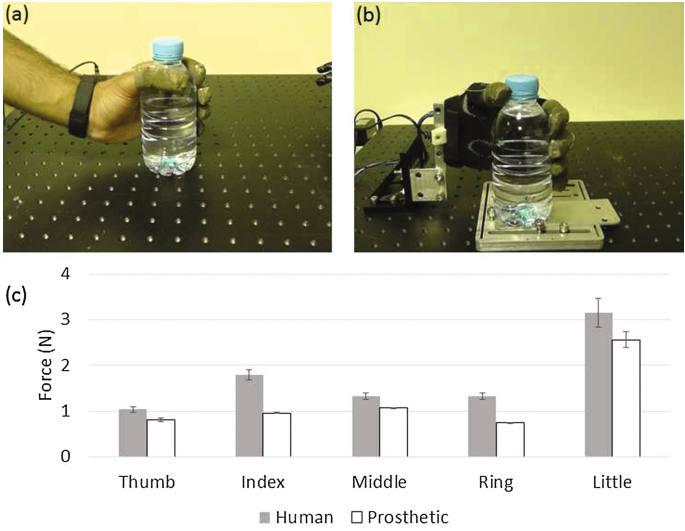 (a)
(b)
(c)
4
3
2
1
0
Force (N)
Thumb Index Middle Ring Little
Human Prosthetic